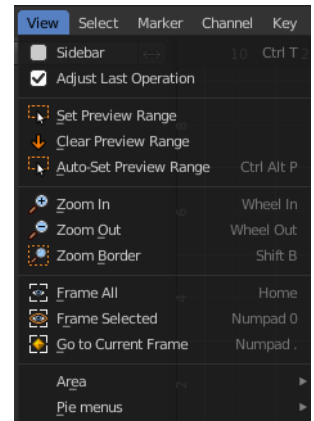 View Select Marker Channel Key
Sidebar Ctrl T
Adjust Last Operation
Set Preview Range
Clear Preview Range
Auto-Set Preview Range Ctrl Alt P
Zoom In Wheel In
Zoom Out Wheel Out
Zoom Border Shift B
Frame All Home
Frame Selected Numpad 0
Go to Current Frame Numpad .
Area
Pie menus